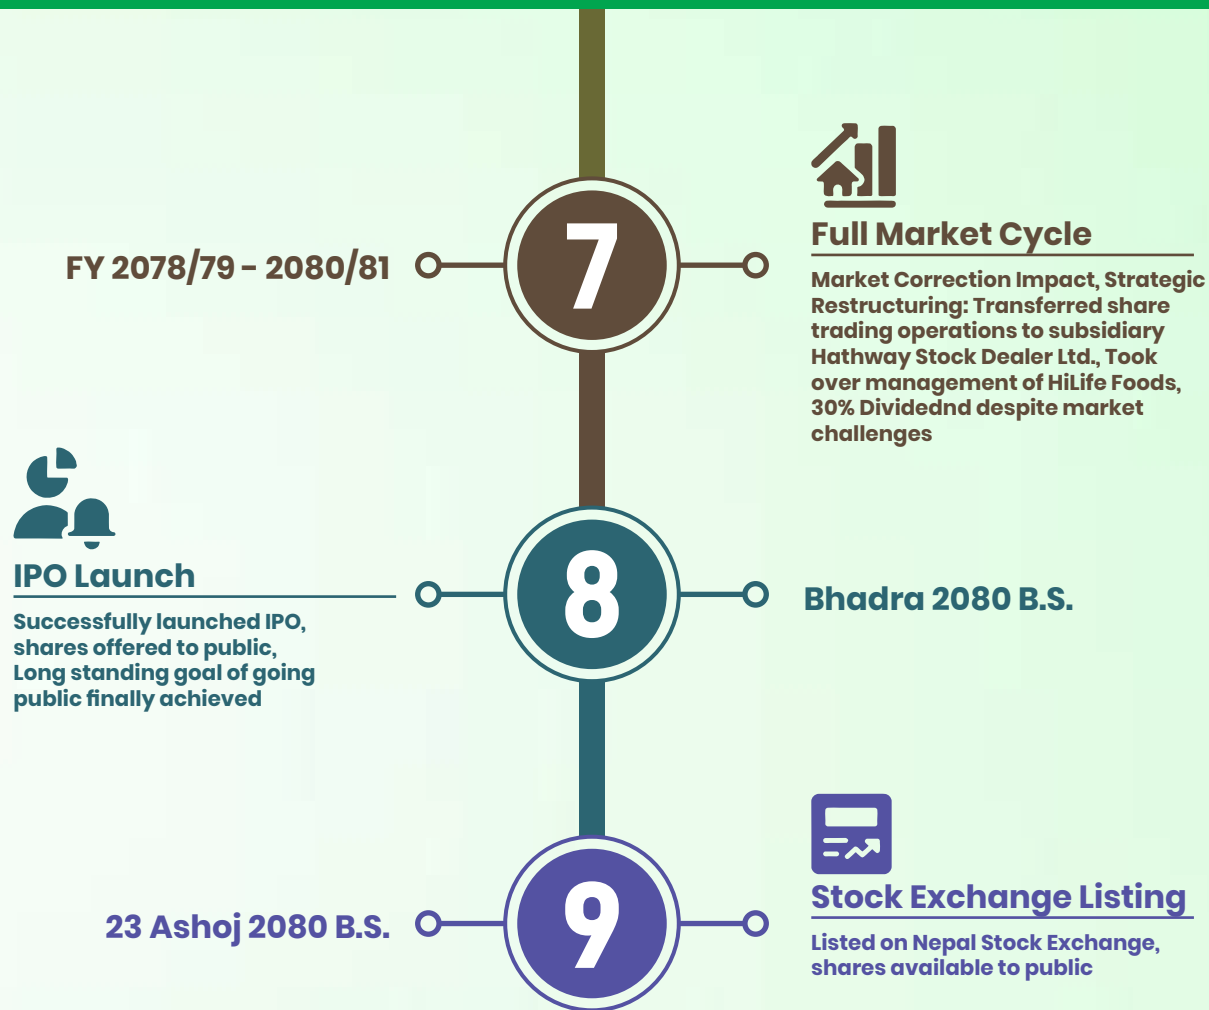 7
FY 2078/79 - 2080/81
Full Market Cycle
Market Correction Impact, Strategic
Restructuring: Transferred share
trading operations to subsidiary
Hathway Stock Dealer Ltd., Took
over management of HiLife Foods,
30% Dividednd despite market
challenges
8
IPO Launch
Successfully launched IPO,
shares offered to public,
Long standing goal of going
public finally achieved
Bhadra 2080 B.S.
9
23 Ashoj 2080 B.S.
Stock Exchange Listing
Listed on Nepal Stock Exchange,
shares available to public